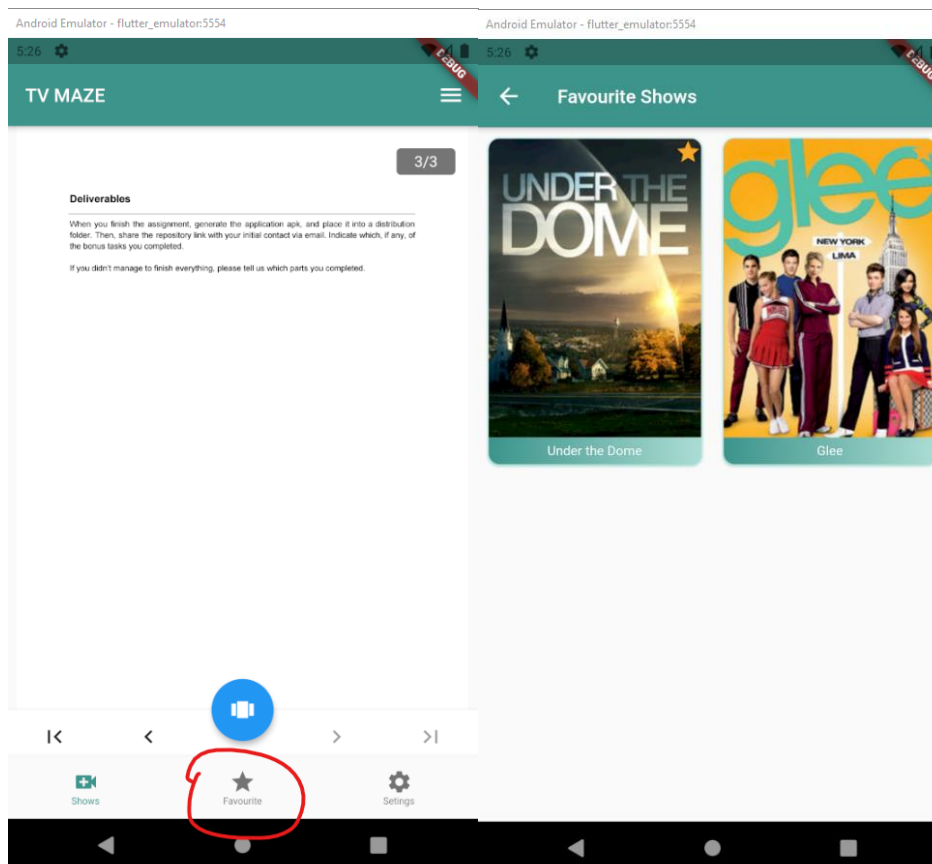 Android Emulator - flutter_emulator:5554
5:26
DEBUG
TV MAZE
3/3
Deliverables
When you finish the assignment, generate the application apk, and place it into a distribution
folder. Then, share the repository link with your initial contact via email. Indicate which, if any, of
the bonus tasks you completed.
If you didn't manage to finish everything, please tell us which parts you completed.
Shows
Favourite
Setings
Android Emulator - flutter_emulator:5554
5:26
DEBUG
Favourite Shows
UNDER THE
DOME
Under the Dome
glee
NEW YORK
LIMA
Glee